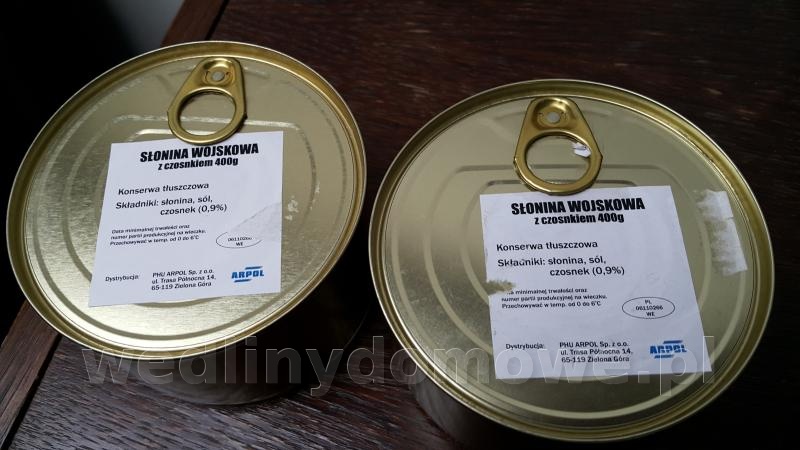 SŁONINA WOJSKOWA
z czosnkiem 400g
Konserwa tłuszczowa
Składniki: słonina, sól,
czosnek (0,9%)
Data minimalnej trwałości oraz
numer partii produkcyjnej na wieczku.
Przechowywać w temp. od 0 do 6°C
WE
Dystrybucja: PHU ARPOL Sp. z o.o.
ul. Trasa Północna 14,
65-119 Zielona Góra
ARPOL
SŁONINA WOJSKOWA
z czosnkiem 400g
Konserwa tłuszczowa
Składniki: słonina, sól,
czosnek (0,9%)
minimalnej trwałości oraz
numer partii produkcyjnej na wieczku.
Przechowywać w temp. od 0 do 6°C
PL
06110266
WE
Dystrybucja: PHU ARPOL Sp. z o.o.
ul. Trasa Północna 14,
65-119 Zielona Góra
ARPOL
wedlinydomowe.pl